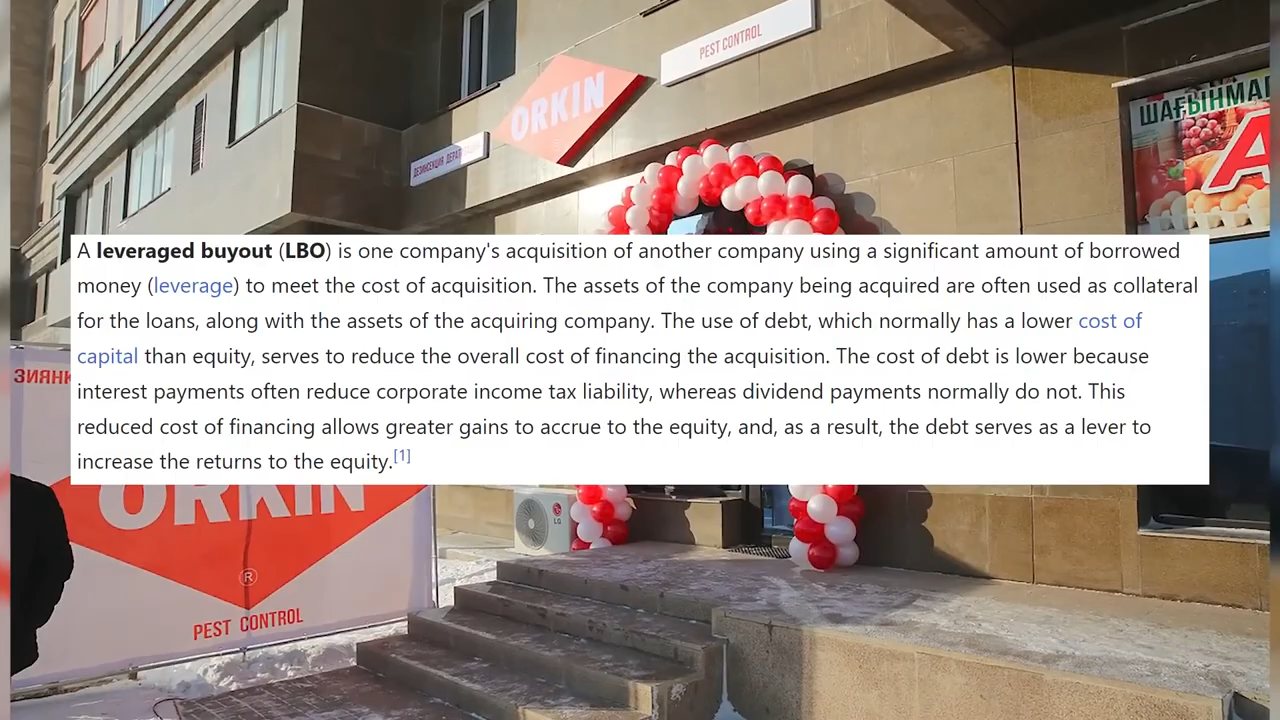 PEST CONTROL
ORKIN
ДЕЗИНСЕКЦИЯ
ШАҒЫНМАР
A
A leveraged buyout (LBO) is one company's acquisition of another company using a significant amount of borrowed
money (leverage) to meet the cost of acquisition. The assets of the company being acquired are often used as collateral
for the loans, along with the assets of the acquiring company. The use of debt, which normally has a lower cost of
capital than equity, serves to reduce the overall cost of financing the acquisition. The cost of debt is lower because
interest payments often reduce corporate income tax liability, whereas dividend payments normally do not. This
reduced cost of financing allows greater gains to accrue to the equity, and, as a result, the debt serves as a lever to
increase the returns to the equity.[1]
ЗИЯНК
ORKIN
LG
®
PEST CONTROL